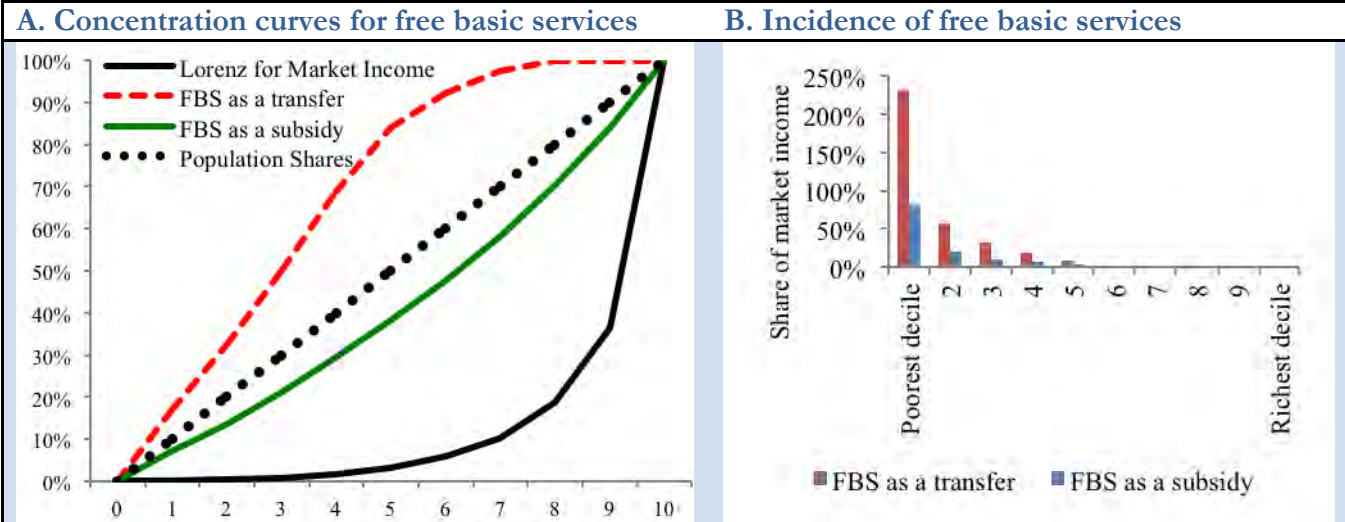 A. Concentration curves for free basic services
B. Incidence of free basic services
100%
90%
80%
70%
60%
50%
40%
30%
20%
10%
0%
Lorenz for Market Income
FBS as a transfer
FBS as a subsidy
Population Shares
0 1 2 3 4 5 6 7 8 9 10
Share of market income
250%
200%
150%
100%
50%
0%
Poorest decile
2
3
4
5
6
7
8
9
Richest decile
FBS as a transfer
FBS as a subsidy